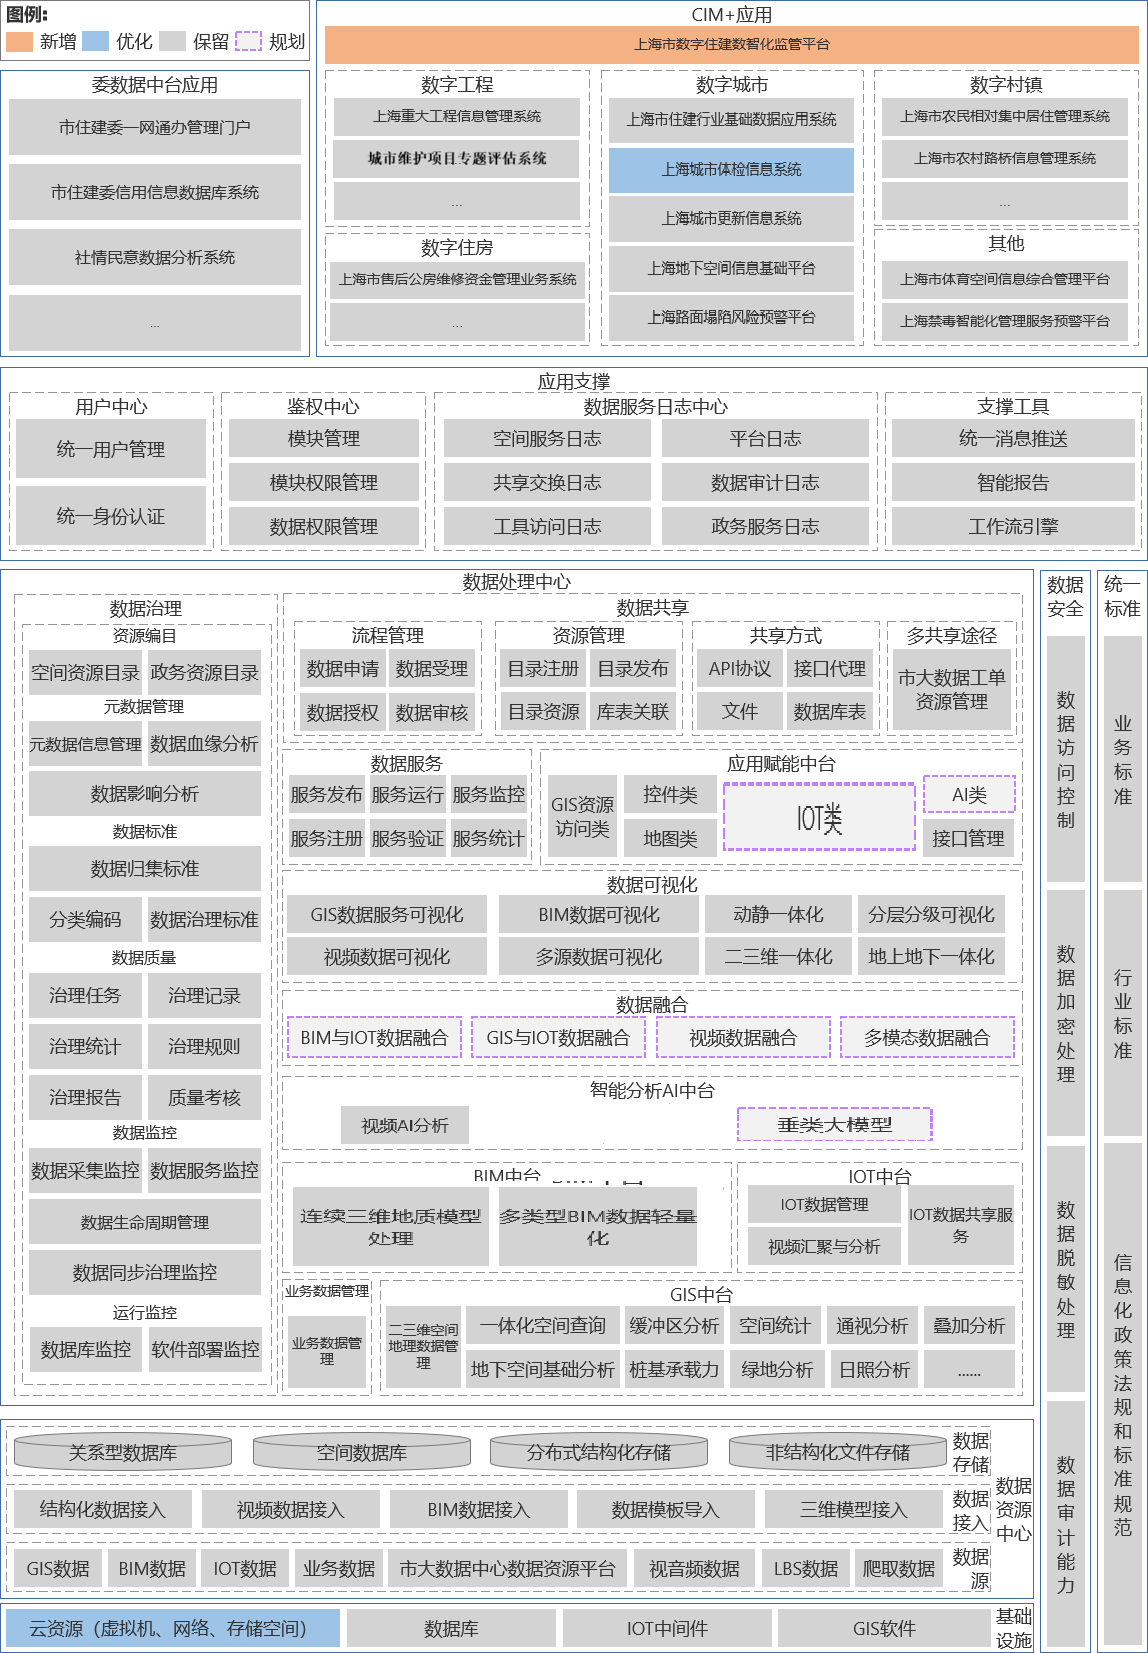 图例:
新增
优化
保留
规划
委数据中台应用
市住建委一网通办管理门户
市住建委信用信息数据库系统
社情民意数据分析系统
...
CIM+应用
上海市数字住建数智化监管平台
数字工程
上海重大工程信息管理系统
城市维护项目专题评估系统
...
数字住房
上海市售后公房维修资金管理业务系统
...
数字城市
上海市住建行业基础数据应用系统
上海城市体检信息系统
上海城市更新信息系统
上海地下空间信息基础平台
上海路面塌陷风险预警平台
数字村镇
上海市农民相对集中居住管理系统
上海市农村路桥信息管理系统
...
其他
上海市体育空间信息综合管理平台
上海禁毒智能化管理服务预警平台
应用支撑
用户中心
统一用户管理
统一身份认证
鉴权中心
模块管理
模块权限管理
数据权限管理
数据服务日志中心
空间服务日志
平台日志
共享交换日志
数据审计日志
工具访问日志
政务服务日志
支撑工具
统一消息推送
智能报告
工作流引擎
数据处理中心
数据治理
资源编目
空间资源目录
政务资源目录
元数据管理
元数据信息管理
数据血缘分析
数据影响分析
数据标准
数据归集标准
分类编码
数据治理标准
数据质量
治理任务
治理记录
治理统计
治理规则
治理报告
质量考核
数据监控
数据采集监控
数据服务监控
数据生命周期管理
数据同步治理监控
运行监控
数据库监控
软件部署监控
数据共享
流程管理
数据申请
数据受理
数据授权
数据审核
资源管理
目录注册
目录发布
目录资源
库表关联
共享方式
API协议
接口代理
文件
数据库表
多共享途径
市大数据工单
资源管理
数据服务
服务发布
服务运行
服务监控
服务注册
服务验证
服务统计
应用赋能中台
GIS资源
访问类
控件类
地图类
IOT类
AI类
接口管理
数据可视化
GIS数据服务可视化
BIM数据可视化
动静一体化
分层分级可视化
视频数据可视化
多源数据可视化
二三维一体化
地上地下一体化
数据融合
BIM与IOT数据融合
GIS与IOT数据融合
视频数据融合
多模态数据融合
智能分析AI中台
视频AI分析
垂类大模型
BIM中台
连续三维地质模型
处理
多类型BIM数据轻量
化
IOT中台
IOT数据管理
视频汇聚与分析
IOT数据共享服
务
业务数据管理
业务数据管
理
GIS中台
二三维空间
地理数据管
理
一体化空间查询
缓冲区分析
空间统计
通视分析
叠加分析
地下空间基础分析
桩基承载力
绿地分析
日照分析
......
数据
安全
数据访问控制
数据加密处理
数据脱敏处理
数据审计能力
统一
标准
业务标准
行业标准
信息化政策法规和标准规范
关系型数据库
空间数据库
分布式结构化存储
非结构化文件存储
数据
存储
结构化数据接入
视频数据接入
BIM数据接入
数据模板导入
三维模型接入
数据
接入
GIS数据
BIM数据
IOT数据
业务数据
市大数据中心数据资源平台
视音频数据
LBS数据
爬取数据
数据
源
数据
资源
中心
云资源（虚拟机、网络、存储空间）
数据库
IOT中间件
GIS软件
基础
设施